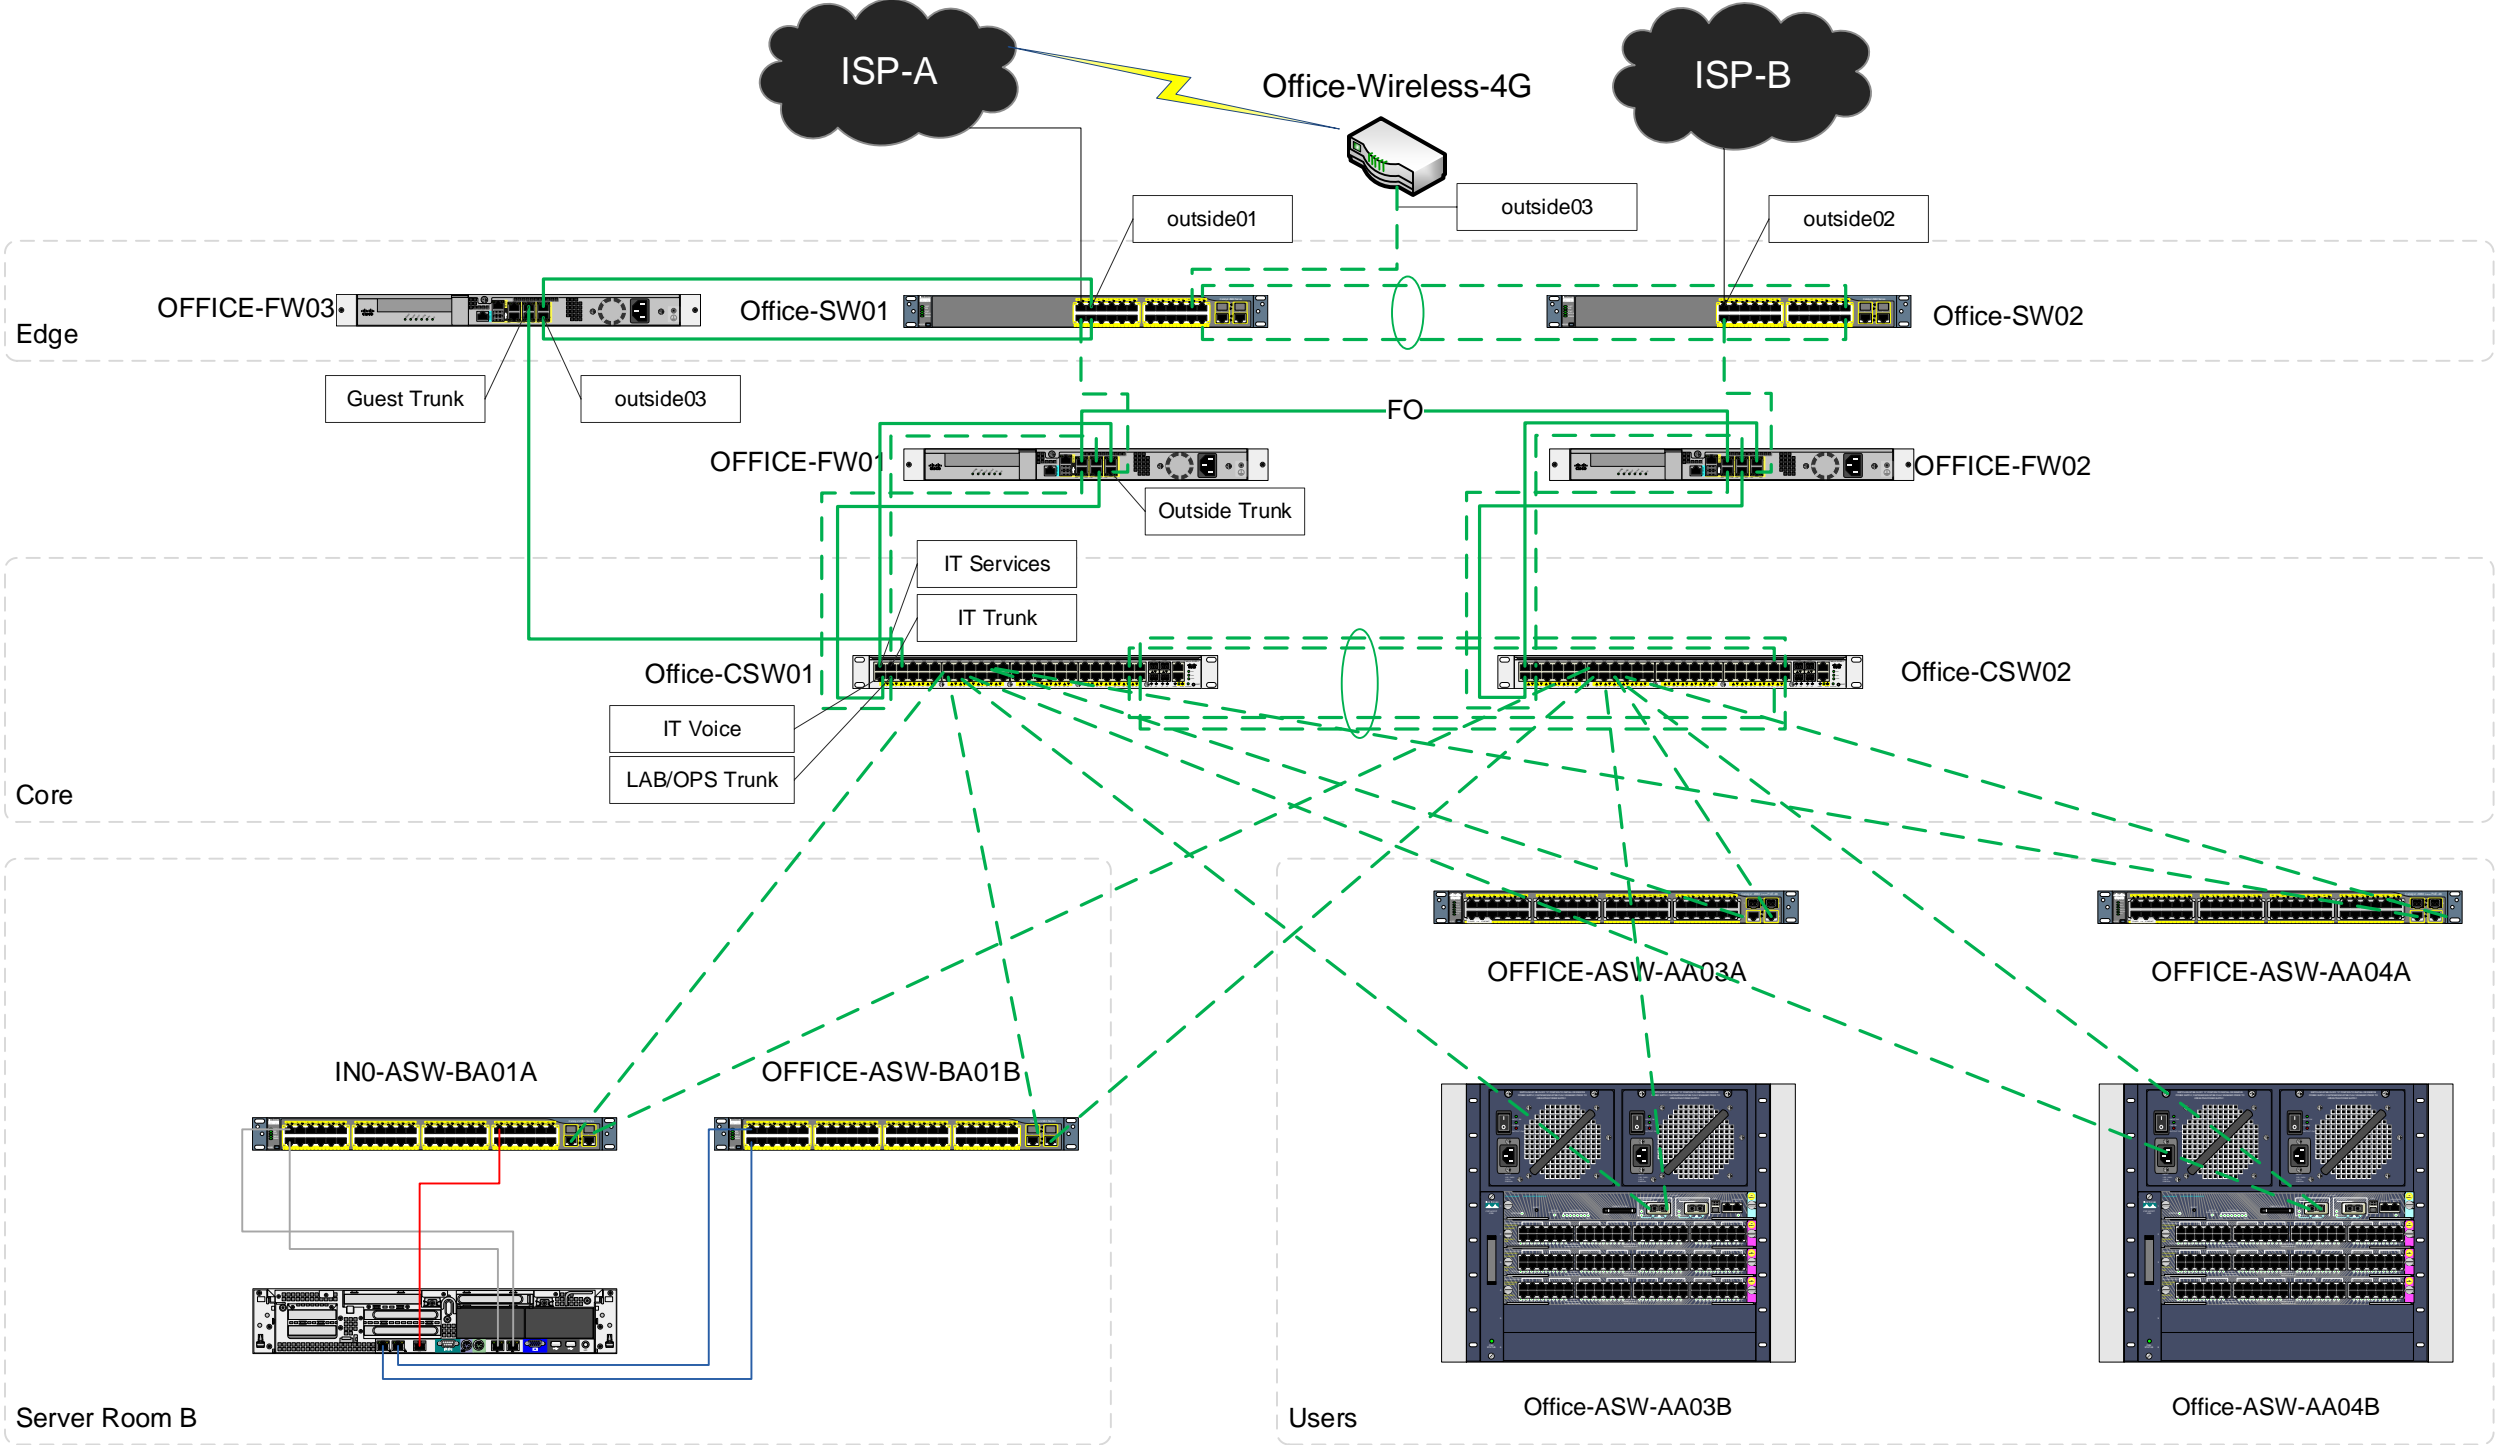 ISP-A
Office-Wireless-4G
ISP-B
outside01
outside03
outside02
OFFICE-FW03
Office-SW01
Office-SW02
Edge
Guest Trunk
outside03
FO
OFFICE-FW01
OFFICE-FW02
Outside Trunk
IT Services
IT Trunk
Office-CSW01
Office-CSW02
IT Voice
LAB/OPS Trunk
Core
OFFICE-ASW-AA03A
OFFICE-ASW-AA04A
IN0-ASW-BA01A
OFFICE-ASW-BA01B
Server Room B
Users
Office-ASW-AA03B
Office-ASW-AA04B